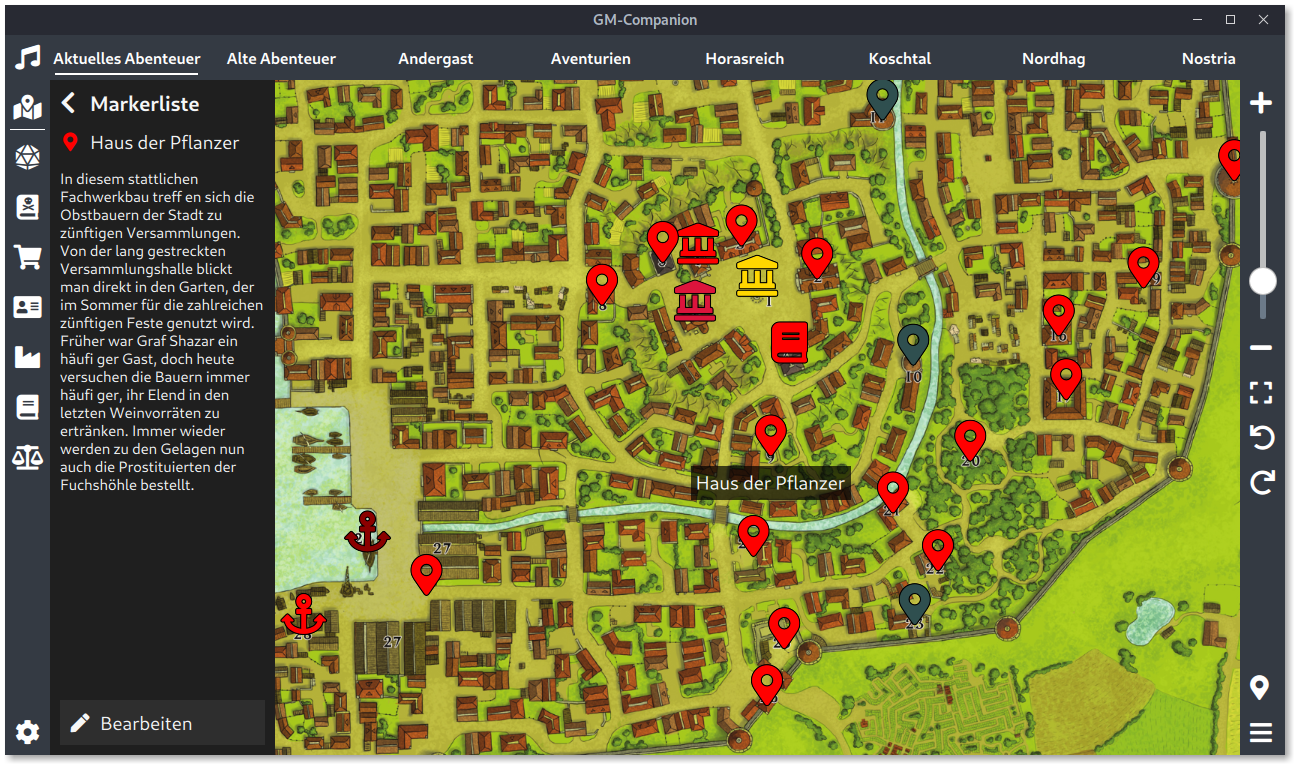 GM-Companion
Aktuelles Abenteuer
Alte Abenteuer
Andergast
Aventurien
Horasreich
Koschtal
Nordhag
Nostria
Markerliste
Haus der Pflanzer
In diesem stattlichen
Fachwerkbau treff en sich die
Obstbauern der Stadt zu
zünftigen Versammlungen.
Von der lang gestreckten
Versammlungshalle blickt
man direkt in den Garten, der
im Sommer für die zahlreichen
zünftigen Feste genutzt wird.
Früher war Graf Shazar ein
häufi ger Gast, doch heute
versuchen die Bauern immer
häufi ger, ihr Elend in den
letzten Weinvorräten zu
ertränken. Immer wieder
werden zu den Gelagen nun
auch die Prostituierten der
Fuchshöhle bestellt.
Bearbeiten
16
10
20
Haus der Pflanzer
27
22
28
27